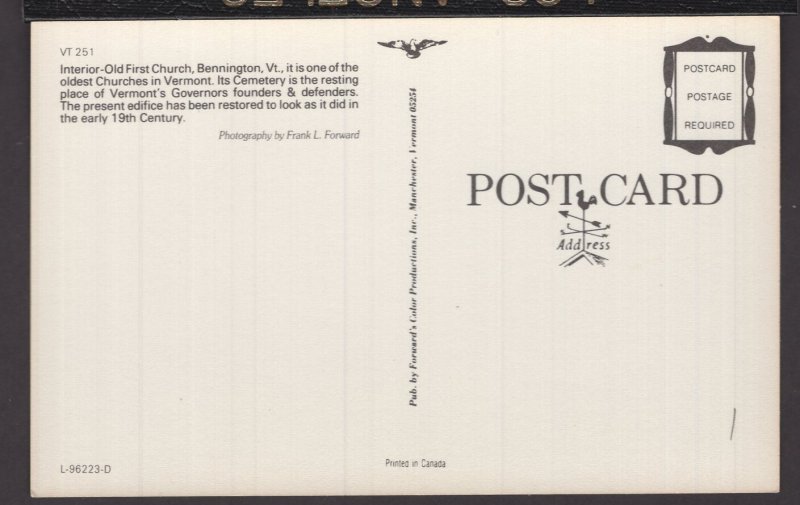 VT 251
Interior-Old First Church, Bennington, Vt., it is one of the
oldest Churches in Vermont. Its Cemetery is the resting
place of Vermont's Governors founders & defenders.
The present edifice has been restored to look as it did in
the early 19th Century.
Photography by Frank L. Forward
Pub. by Forward's Color Productions, Inc., Manchester, Vermont 05254
POSTCARD
POSTAGE
REQUIRED
POST CARD
Address
L-96223-D
Printed in Canada